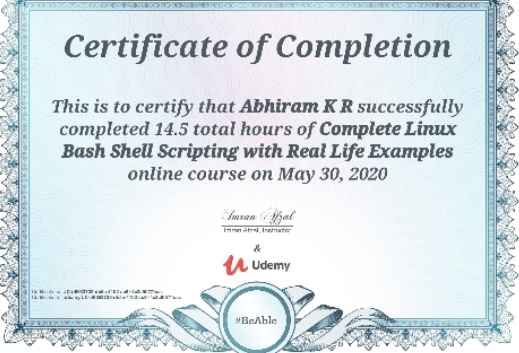 Certificate of Completion
This is to certify that Abhiram K R successfully
completed 14.5 total hours of Complete Linux
Bash Shell Scripting with Real Life Examples
online course on May 30, 2020
Imran Afzal
Imran Afzal, Instructor
&
Udemy
#BeAble